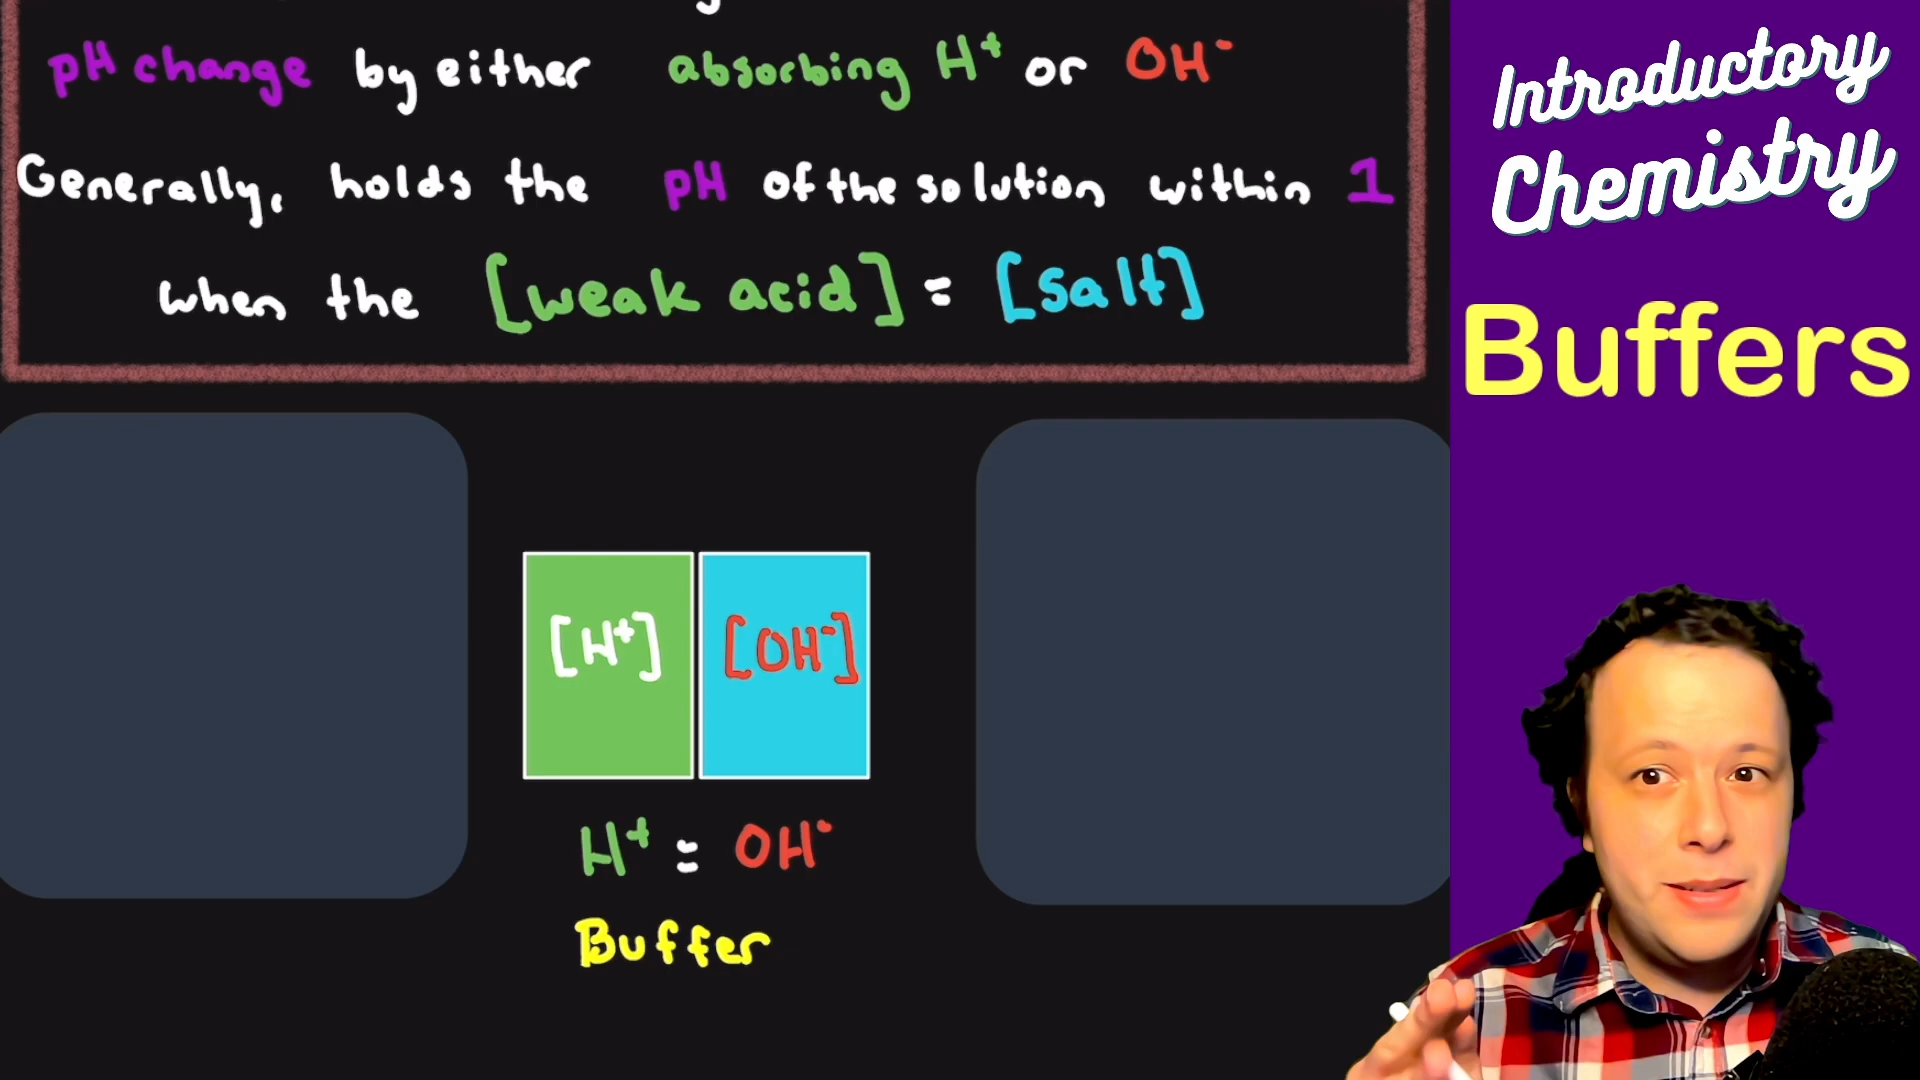 pH change by either absorbing H⁺ or OH⁻
Generally, holds the pH of the solution within 1
when the [weak acid] = [salt]
[H⁺] [OH⁻]
H⁺ = OH⁻
Buffer
Introductory
Chemistry
Buffers